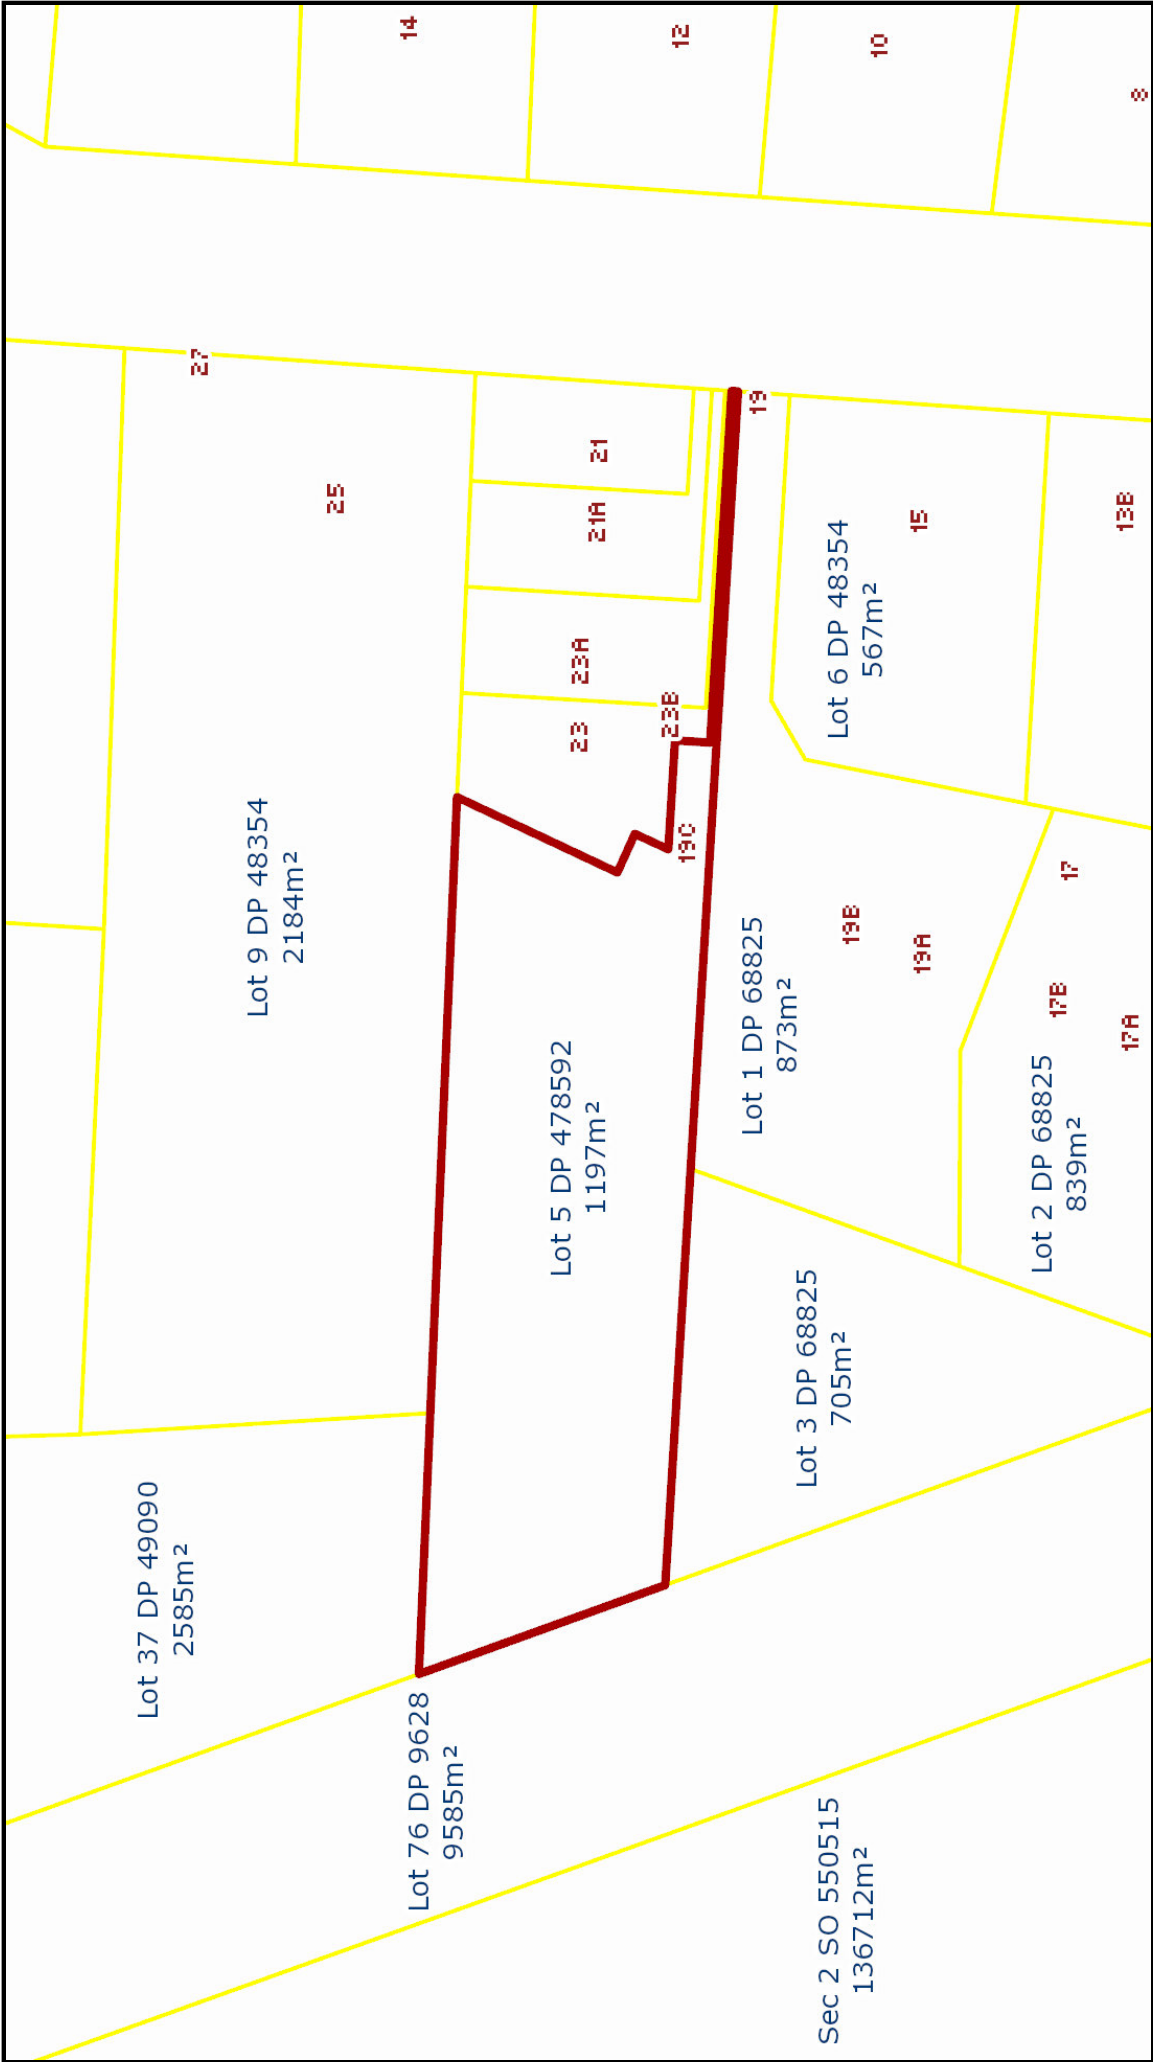 14
12
10
8
27
25
21
21A
23A
23
23B
19
15
13B
Lot 6 DP 48354
567m²
19C
19B
19A
17
17B
17A
Lot 9 DP 48354
2184m²
Lot 5 DP 478592
1197m²
Lot 1 DP 68825
873m²
Lot 2 DP 68825
839m²
Lot 3 DP 68825
705m²
Lot 37 DP 49090
2585m²
Lot 76 DP 9628
9585m²
Sec 2 SO 550515
136712m²